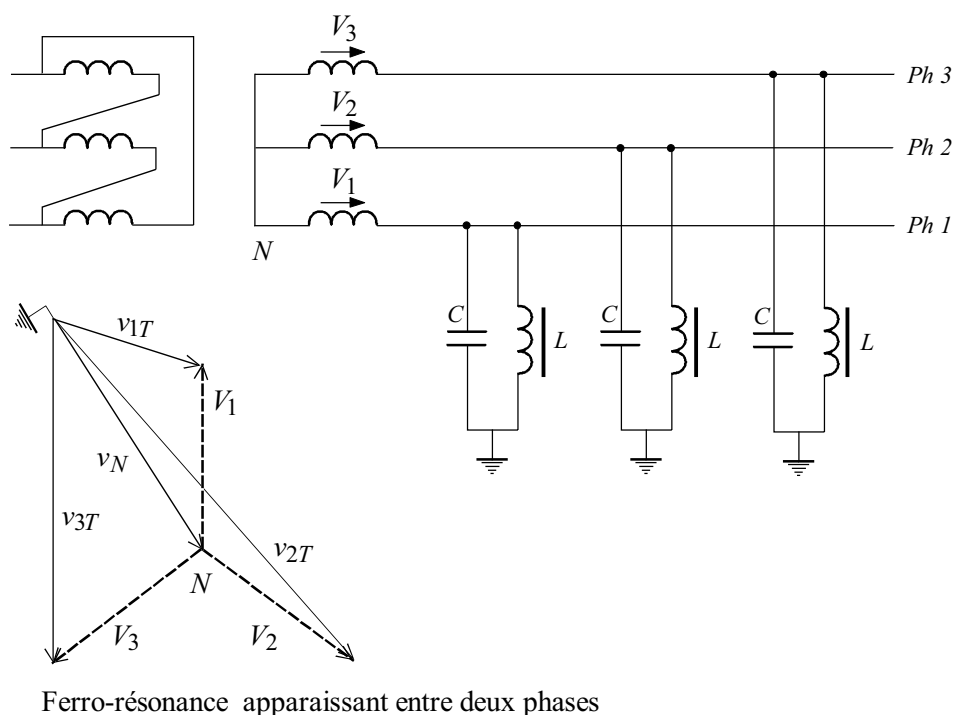 V3
V2
V1
Ph 3
Ph 2
Ph 1
N
C
L
C
L
C
L
v1T
V1
vN
v3T
v2T
N
V3
V2
Ferro-résonance apparaissant entre deux phases